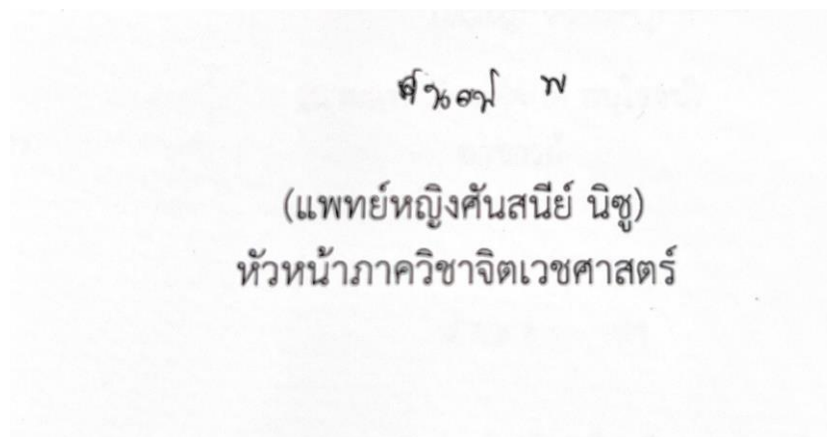 (แพทย์หญิงศันสนีย์ นิซู)
หัวหน้าภาควิชาจิตเวชศาสตร์